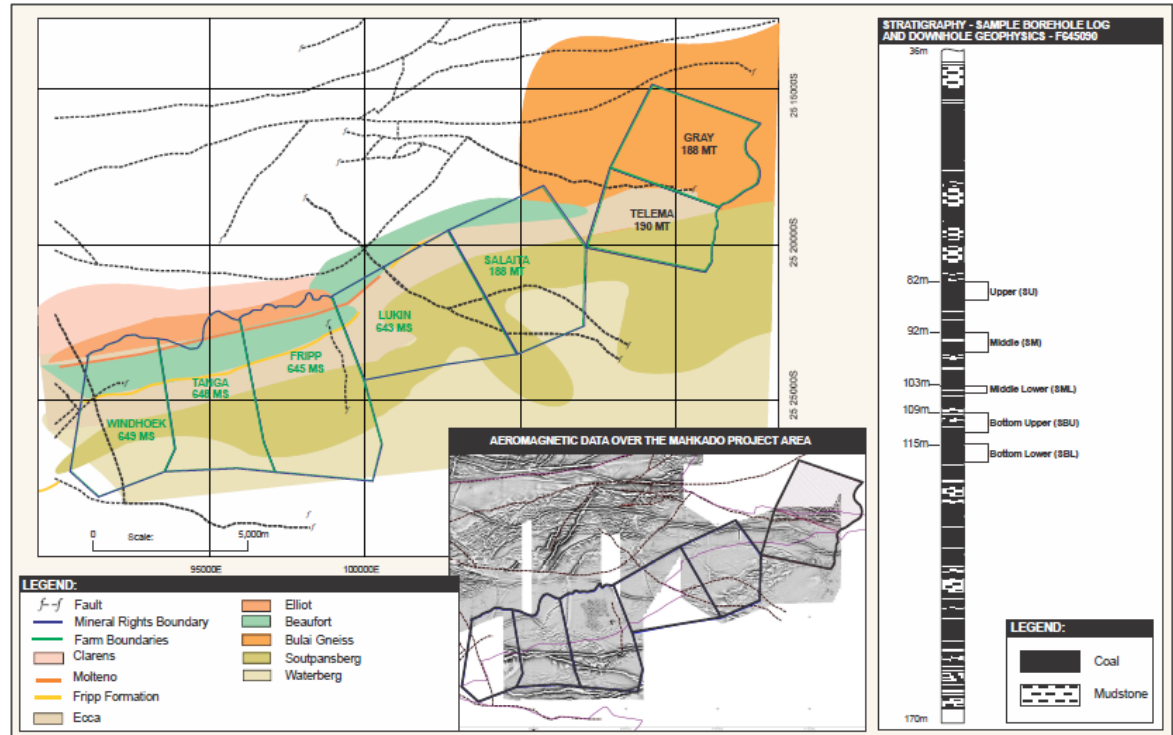 GRAY
188 MT
TELEMA
190 MT
SALAITA
188 MT
LUKIN
643 MS
FRIPP
645 MS
TANGA
648 MS
WINDHOEK
649 MS
f
f
f
f
f
f
f
f
f
f
25 15000S
25 20000S
25 25000S
0
Scale:
5,000m
95000E
100000E
LEGEND:
Fault
Mineral Rights Boundary
Farm Boundaries
Clarens
Molteno
Fripp Formation
Ecca
Elliot
Beaufort
Bulai Gneiss
Soutpansberg
Waterberg
AEROMAGNETIC DATA OVER THE MAHKADO PROJECT AREA
STRATIGRAPHY - SAMPLE BOREHOLE LOG
AND DOWNHOLE GEOPHYSICS - F645090
36m
82m
Upper (SU)
92m
Middle (SM)
103m
Middle Lower (SML)
109m
Bottom Upper (SBU)
115m
Bottom Lower (SBL)
170m
LEGEND:
Coal
Mudstone